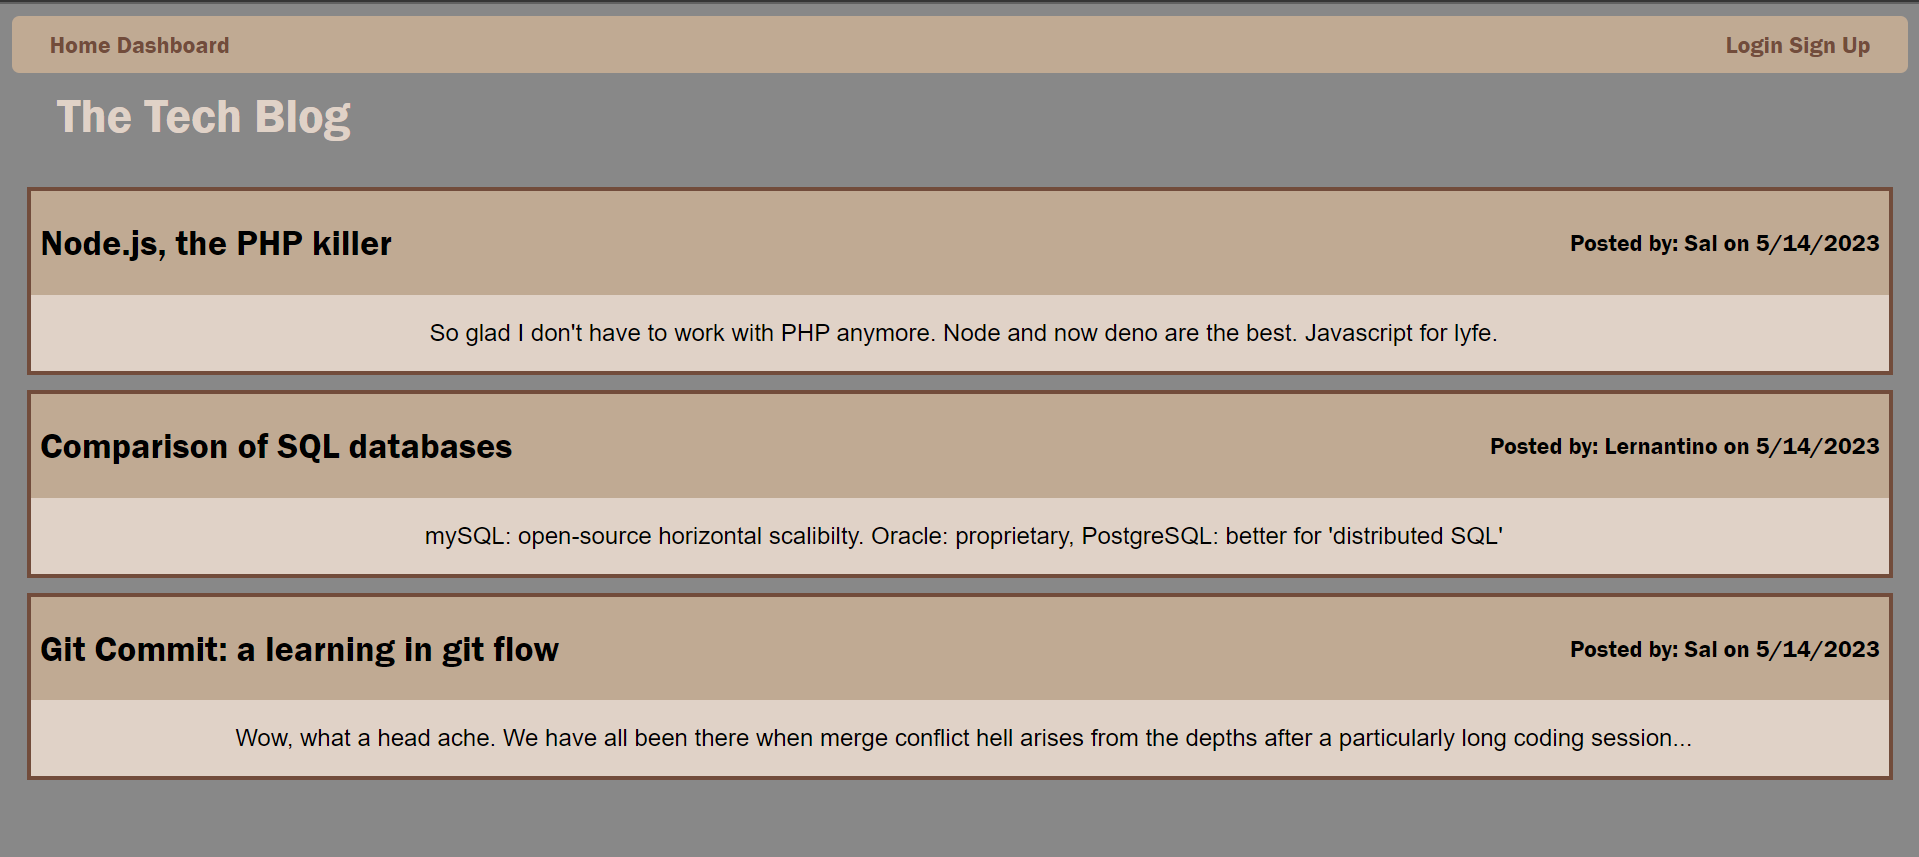 Home Dashboard Login Sign Up
The Tech Blog
Node.js, the PHP killer Posted by: Sal on 5/14/2023
So glad I don't have to work with PHP anymore. Node and now deno are the best. Javascript for lyfe.
Comparison of SQL databases Posted by: Lernantino on 5/14/2023
mySQL: open-source horizontal scalibilty. Oracle: proprietary, PostgreSQL: better for 'distributed SQL'
Git Commit: a learning in git flow Posted by: Sal on 5/14/2023
Wow, what a head ache. We have all been there when merge conflict hell arises from the depths after a particularly long coding session...